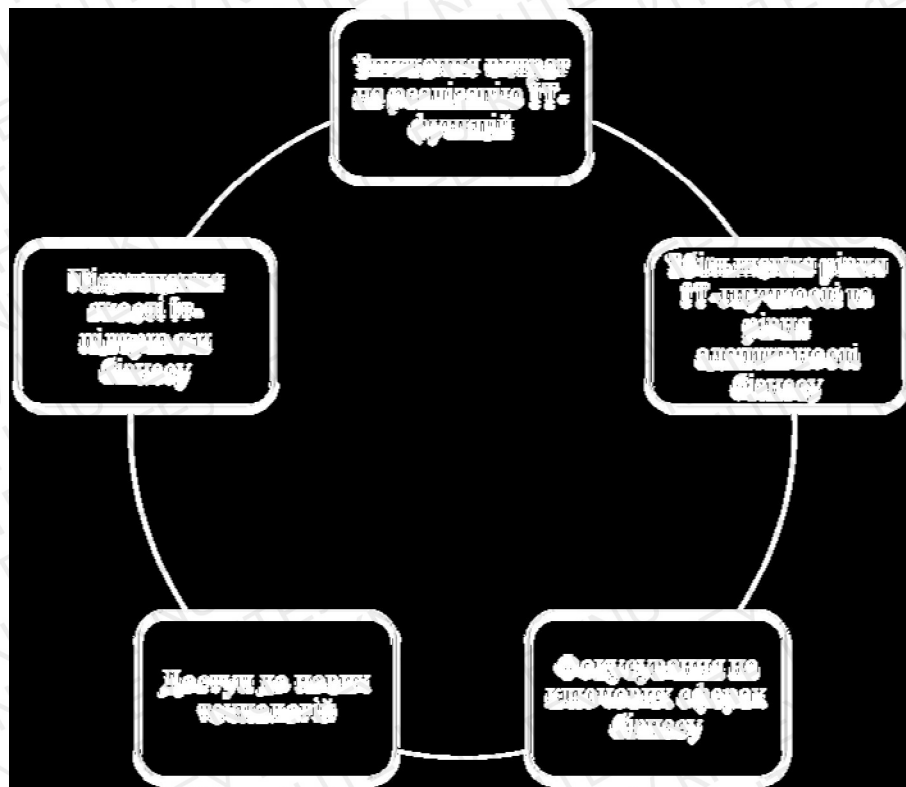 Зниження витрат
на реалізацію ІТ-
функцій
Збільшення рівня
ІТ-гнучкості та
рівня
адаптивності
бізнесу
Фокусування на
ключових сферах
бізнесу
Доступ до нових
технологій
Підвищення
якості Іт-
підтримки
бізнесу